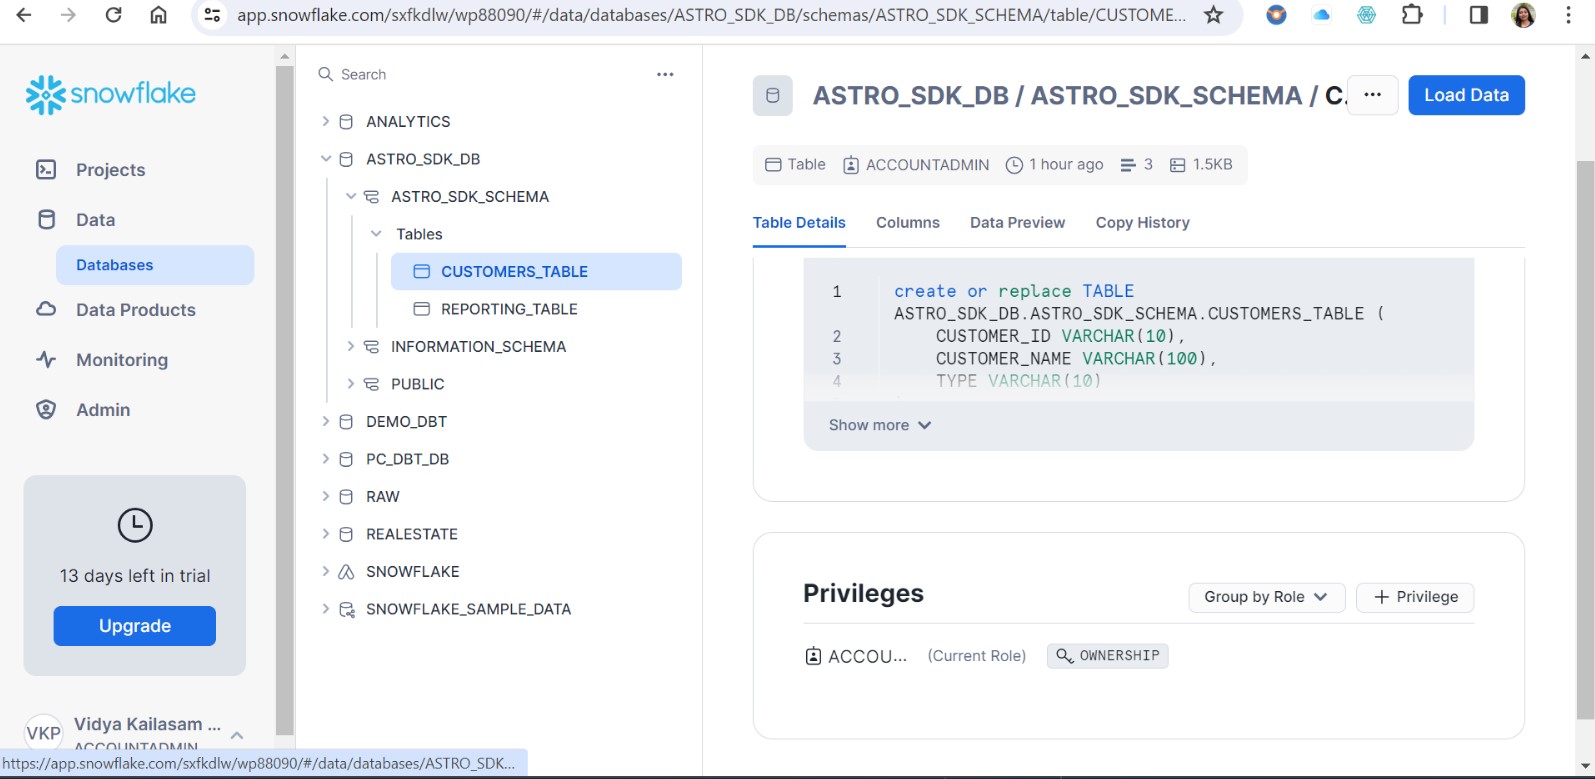 app.snowflake.com/sxfkdlw/wp88090/#/data/databases/ASTRO_SDK_DB/schemas/ASTRO_SDK_SCHEMA/table/CUSTOME...
snowflake
Projects
Data
Databases
Data Products
Monitoring
Admin
13 days left in trial
Upgrade
VKP
Vidya Kailasam ...
ACCOUNTADMIN
https://app.snowflake.com/sxfkdlw/wp88090/#/data/databases/ASTRO_SDK...
Search
ANALYTICS
ASTRO_SDK_DB
ASTRO_SDK_SCHEMA
Tables
CUSTOMERS_TABLE
REPORTING_TABLE
INFORMATION_SCHEMA
PUBLIC
DEMO_DBT
PC_DBT_DB
RAW
REALESTATE
SNOWFLAKE
SNOWFLAKE_SAMPLE_DATA
ASTRO_SDK_DB / ASTRO_SDK_SCHEMA / C...
Load Data
Table ACCOUNTADMIN 1 hour ago 3 1.5KB
Table Details Columns Data Preview Copy History
1 create or replace TABLE
ASTRO_SDK_DB.ASTRO_SDK_SCHEMA.CUSTOMERS_TABLE (
2 CUSTOMER_ID VARCHAR(10),
3 CUSTOMER_NAME VARCHAR(100),
4 TYPE VARCHAR(10)
Show more
Privileges
Group by Role
+ Privilege
ACCOU... (Current Role) OWNERSHIP